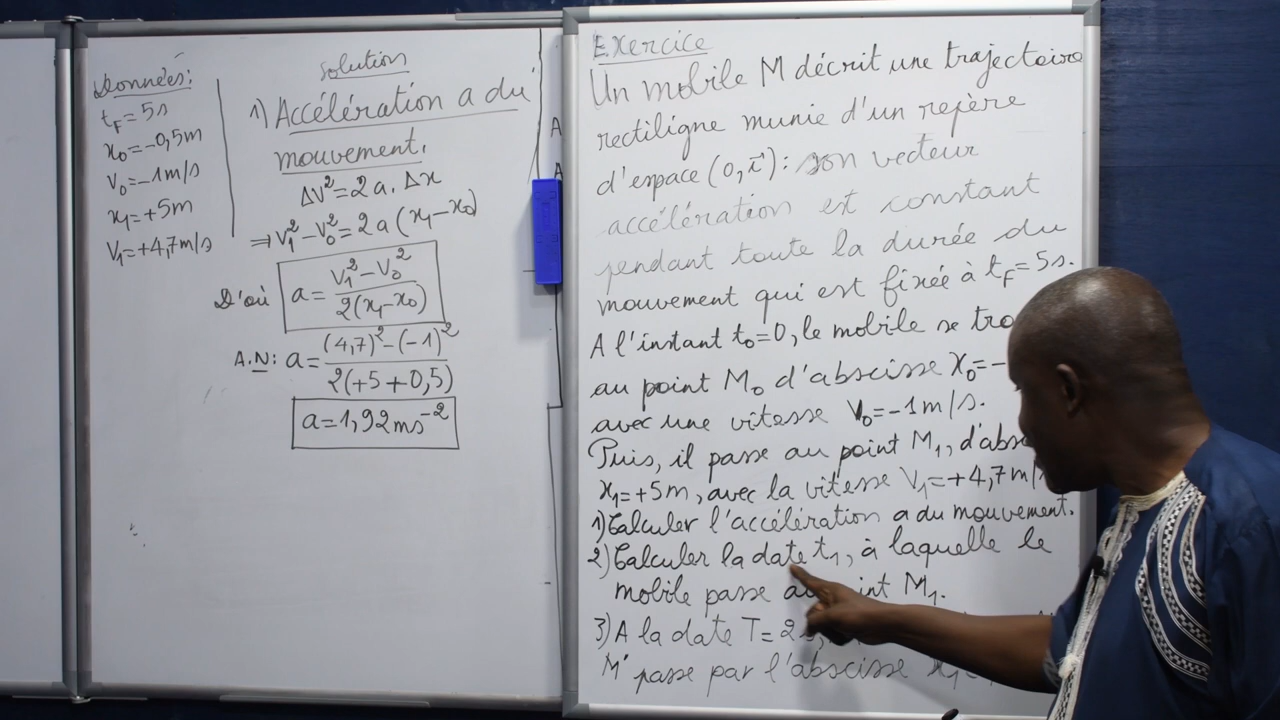 Données:
t_F=5s
x₀=-0,5m
V₀=-1m/s
x₁=+5m
V₁=+4,7m/s
Solution
1) Accélération a du
mouvement.
ΔV²=2a.Δx
⇒V₁²-V₀²=2a(x₁-x₀)
D'où a= V₁²-V₀² / 2(x₁-x₀)
A.N: a= (4,7)²-(-1)² / 2(+5+0,5)
a=1,92ms⁻²
A
A
Exercice
Un mobile M décrit une trajectoire
rectiligne munie d'un repère
d'espace (O,i⃗): son vecteur
accélération est constant
pendant toute la durée du
mouvement qui est fixée à t_F=5s.
A l'instant t₀=0, le mobile se tro
au point M₀ d'abscisse x₀=-
avec une vitesse V₀=-1m/s.
Puis, il passe au point M₁, d'abs
x₁=+5m, avec la vitesse V₁=+4,7m/
1) Calculer l'accélération a du mouvement.
2) Calculer la date t₁, à laquelle le
mobile passe au point M₁.
3) A la date T=2
M' passe par l'abscisse